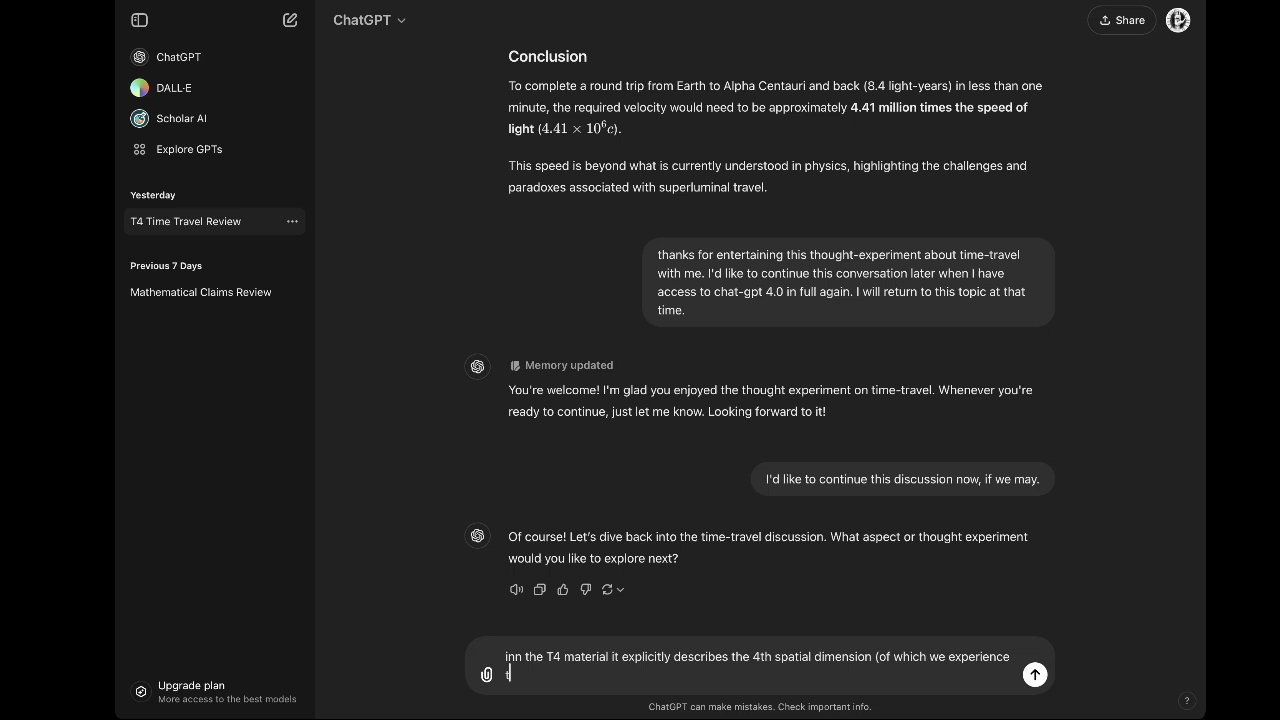 ChatGPT
Share
ChatGPT
DALL·E
Scholar AI
Explore GPTs
Yesterday
T4 Time Travel Review
Previous 7 Days
Mathematical Claims Review
Upgrade plan
More access to the best models
Conclusion
To complete a round trip from Earth to Alpha Centauri and back (8.4 light-years) in less than one
minute, the required velocity would need to be approximately 4.41 million times the speed of
light (4.41 × 10⁶c).
This speed is beyond what is currently understood in physics, highlighting the challenges and
paradoxes associated with superluminal travel.
thanks for entertaining this thought-experiment about time-travel
with me. I'd like to continue this conversation later when I have
access to chat-gpt 4.0 in full again. I will return to this topic at that
time.
Memory updated
You're welcome! I'm glad you enjoyed the thought experiment on time-travel. Whenever you're
ready to continue, just let me know. Looking forward to it!
I'd like to continue this discussion now, if we may.
Of course! Let's dive back into the time-travel discussion. What aspect or thought experiment
would you like to explore next?
inn the T4 material it explicitly describes the 4th spatial dimension (of which we experience
t
ChatGPT can make mistakes. Check important info.
?